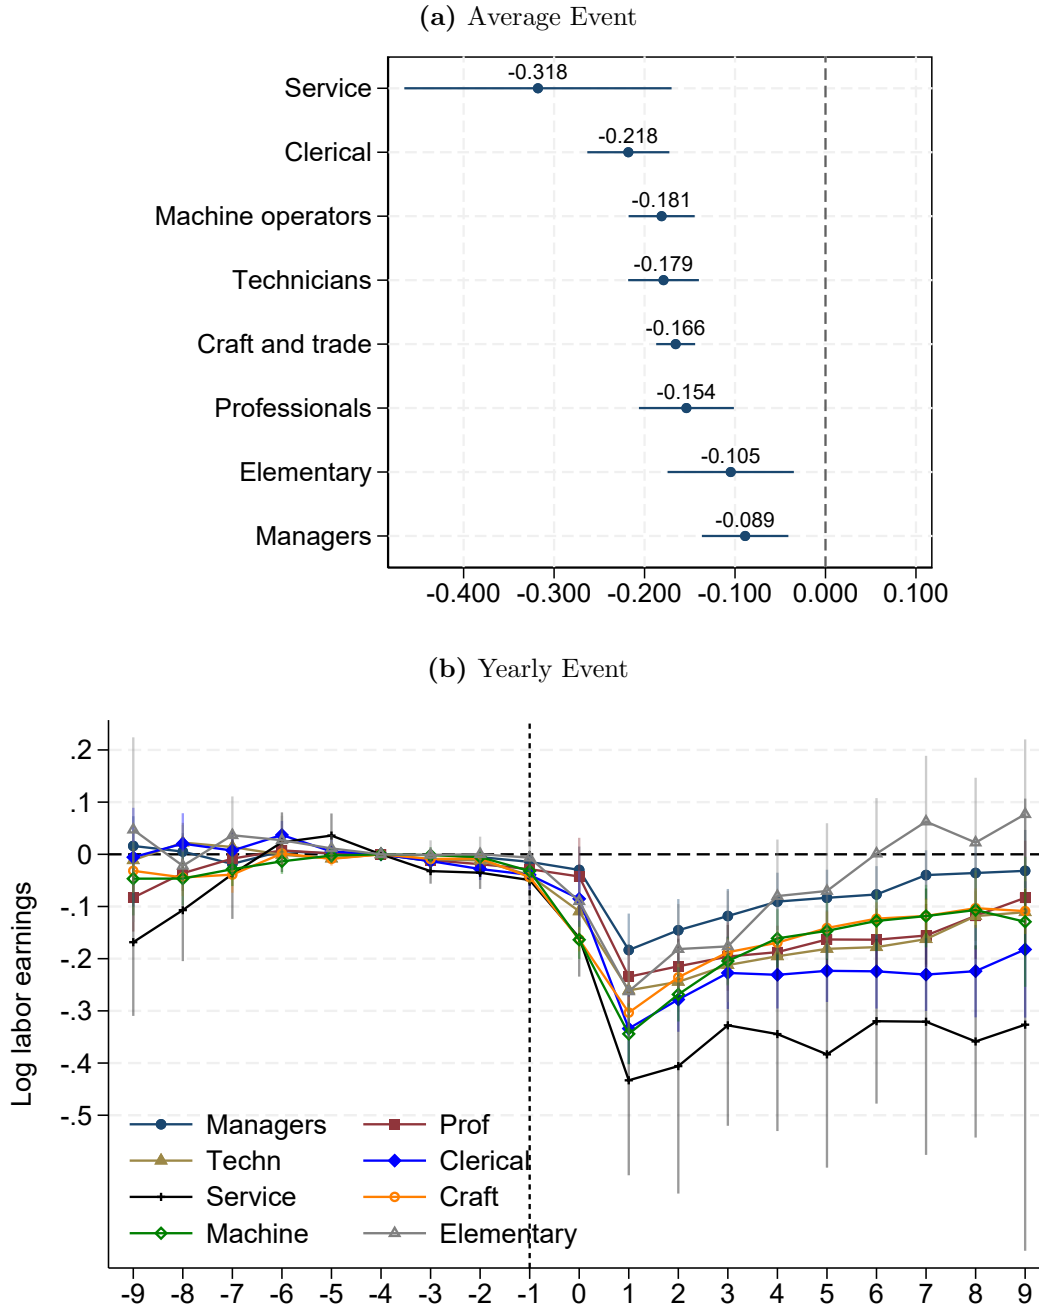 (a) Average Event
Service
-0.318
Clerical
-0.218
Machine operators
-0.181
Technicians
-0.179
Craft and trade
-0.166
Professionals
-0.154
Elementary
-0.105
Managers
-0.089
-0.400 -0.300 -0.200 -0.100 0.000 0.100
(b) Yearly Event
Log labor earnings
.2
.1
0
-.1
-.2
-.3
-.4
-.5
Managers Prof
Techn Clerical
Service Craft
Machine Elementary
-9 -8 -7 -6 -5 -4 -3 -2 -1 0 1 2 3 4 5 6 7 8 9